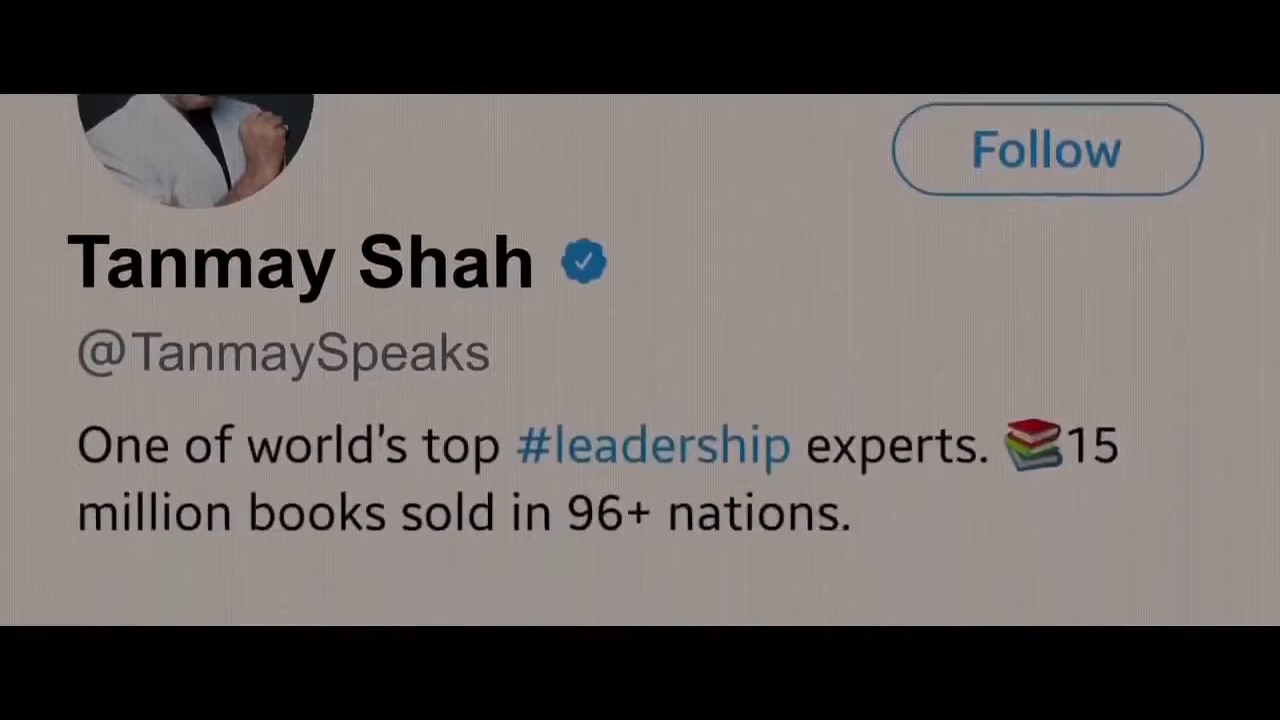 Follow
Tanmay Shah
@TanmaySpeaks
One of world's top #leadership experts. 📚15
million books sold in 96+ nations.